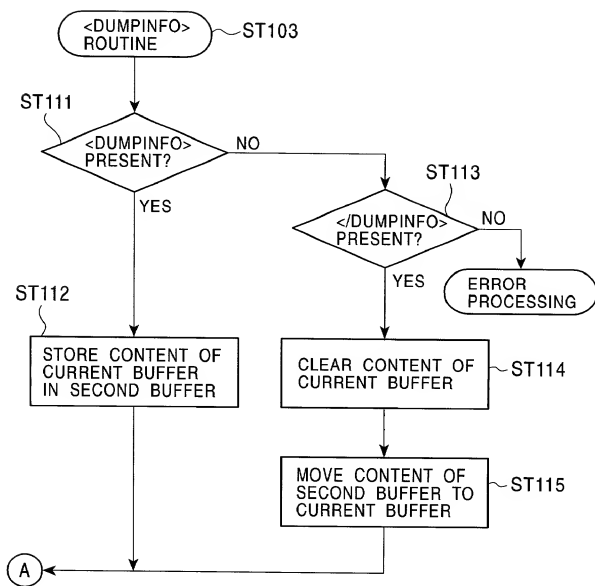 <DUMPINFO>
ROUTINE
ST103
ST111
<DUMPINFO>
PRESENT?
NO
YES
ST113
</DUMPINFO>
PRESENT?
NO
YES
ERROR
PROCESSING
ST112
STORE CONTENT OF
CURRENT BUFFER
IN SECOND BUFFER
CLEAR CONTENT OF
CURRENT BUFFER
ST114
MOVE CONTENT OF
SECOND BUFFER TO
CURRENT BUFFER
ST115
A